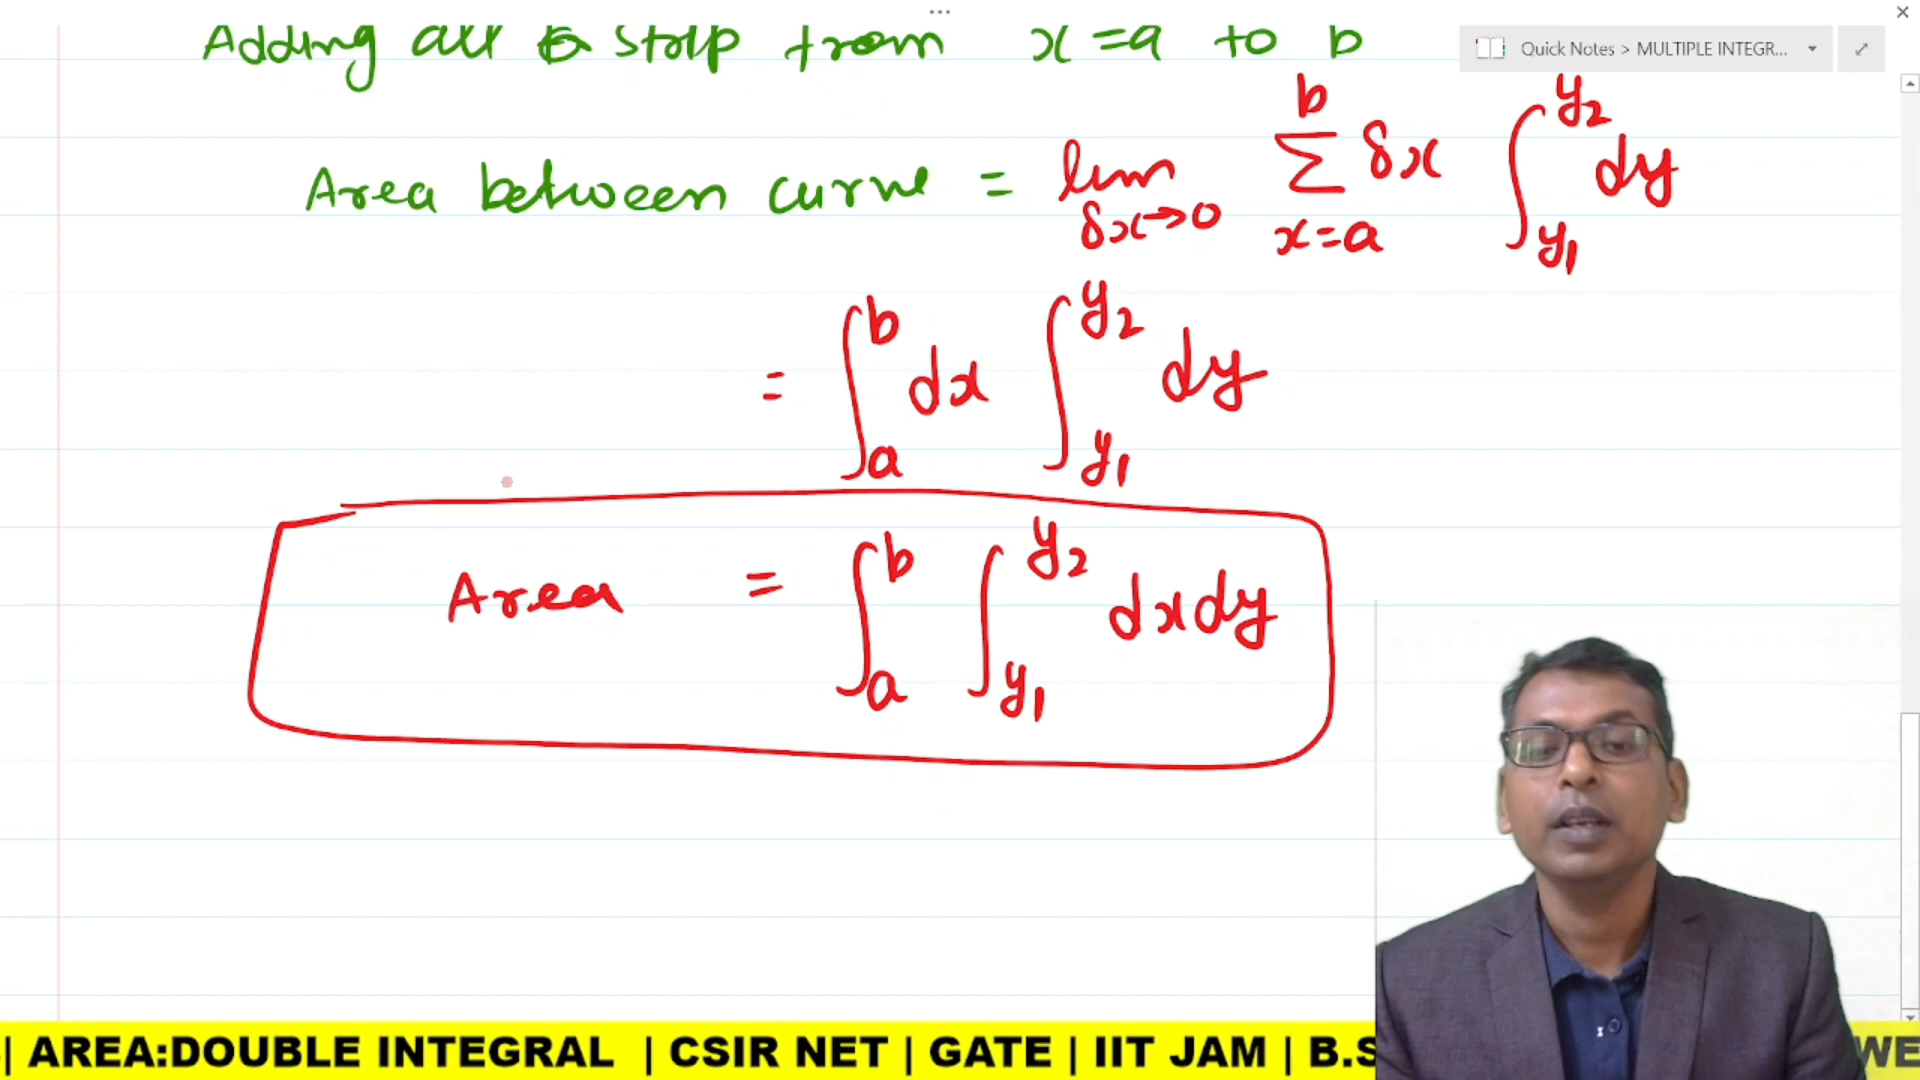 Adding all strip from x=a to b
Quick Notes > MULTIPLE INTEGR...
Area between curve = lim δx→0 ∑ x=a b δx ∫ y₁ y₂ dy
= ∫ a b dx ∫ y₁ y₂ dy
Area = ∫ a b ∫ y₁ y₂ dx dy
| AREA:DOUBLE INTEGRAL | CSIR NET | GATE | IIT JAM | B.S
WE